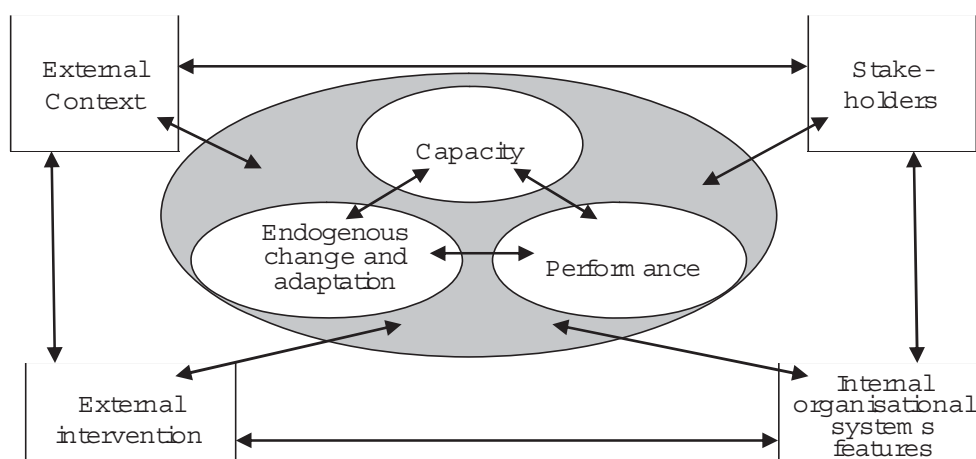 External
Context
Stake-
holders
Capacity
Endogenous
change and
adaptation
Performance
External
intervention
Internal
organisational
systems
features